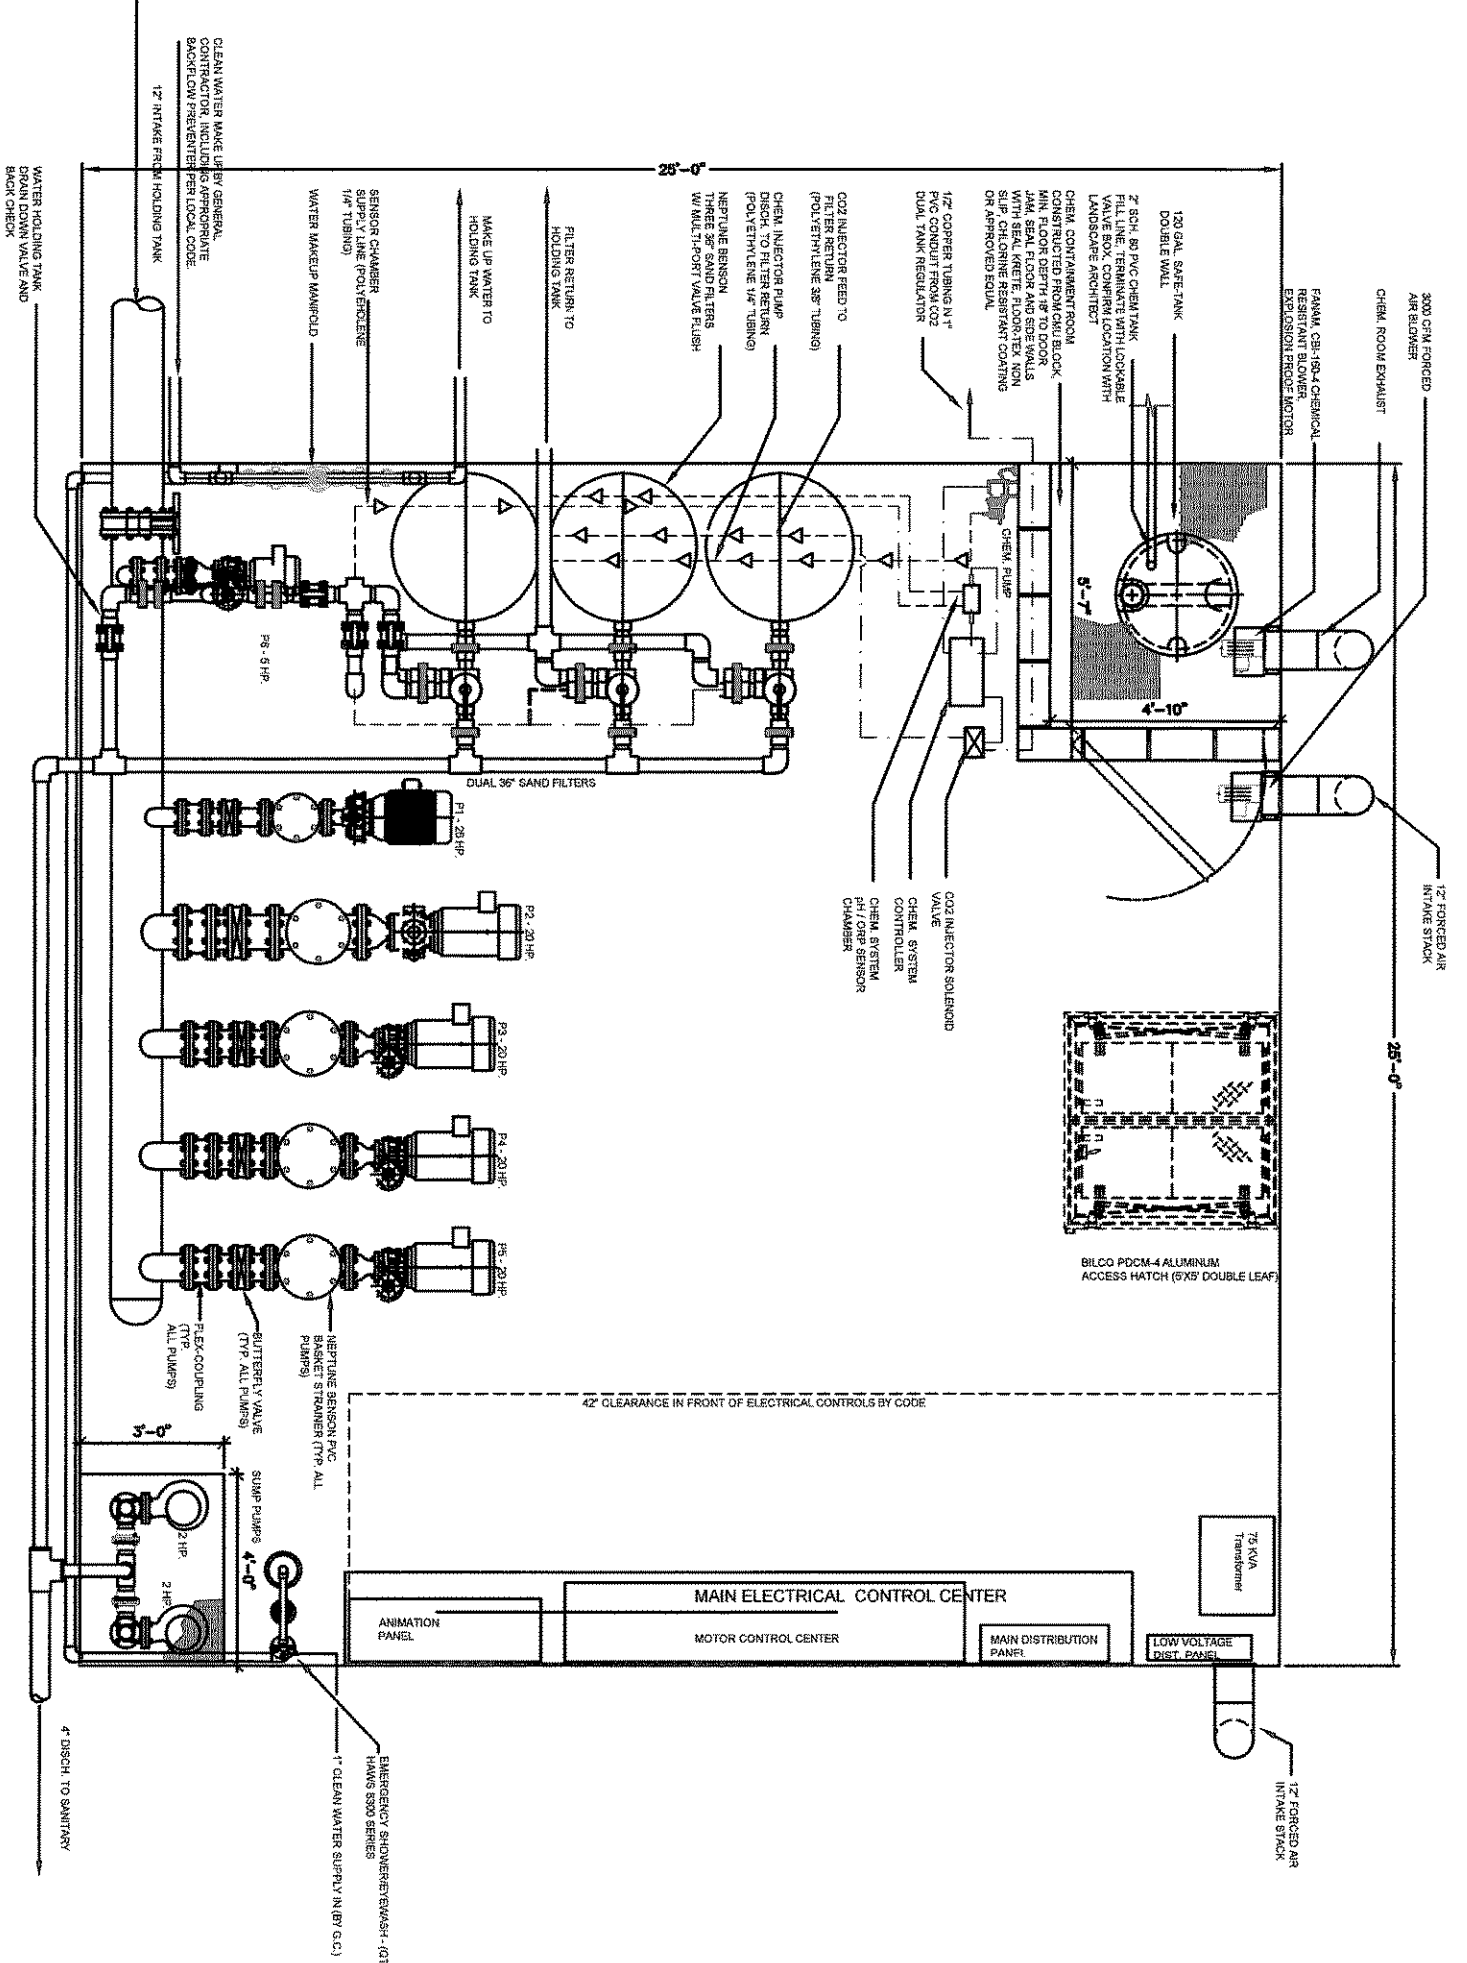 3000 CFM FORCED
AIR BLOWER
CHEM. ROOM EXHAUST
FANAM, CBI-160-4 CHEMICAL
RESISTANT BLOWER.
EXPLOSION PROOF MOTOR
120 GAL. SAFE-TANK
DOUBLE WALL
2" SCH. 80 PVC CHEM TANK
FILL LINE, TERMINATE WITH LOCKABLE
VALVE BOX, CONFIRM LOCATION WITH
LANDSCAPE ARCHITECT
CHEM. CONTAINMENT ROOM
CONSTRUCTED FROM CMU BLOCK.
MIN. FLOOR DEPTH 18" TO DOOR
JAM. SEAL FLOOR AND SIDE WALLS
WITH SEAL KRETE, FLOOR-TEX NON
SLIP, CHLORINE RESISTANT COATING
OR APPROVED EQUAL
1/2" COPPER TUBING IN 1"
PVC CONDUIT FROM CO2
DUAL TANK REGULATOR
CO2 INJECTOR FEED TO
FILTER RETURN
(POLYETHYLENE 3/8" TUBING)
CHEM. INJECTOR PUMP
DISCH. TO FILTER RETURN
(POLYETHYLENE 1/4" TUBING)
NEPTUNE BENSON
THREE 36" SAND FILTERS
W/ MULTI-PORT VALVE FLUSH
FILTER RETURN TO
HOLDING TANK
MAKE UP WATER TO
HOLDING TANK
SENSOR CHAMBER
SUPPLY LINE (POLYEHOLENE
1/4" TUBING)
WATER MAKEUP MANIFOLD
CLEAN WATER MAKE UP BY GENERAL
CONTRACTOR, INCLUDING APPROPRIATE
BACKFLOW PREVENTER PER LOCAL CODE.
12" INTAKE FROM HOLDING TANK
WATER HOLDING TANK
DRAIN DOWN VALVE AND
BACK CHECK
25'-0"
25'-0"
5'-7"
4'-10"
CHEM. PUMP
12" FORCED AIR
INTAKE STACK
CO2 INJECTOR SOLENOID
VALVE
CHEM. SYSTEM
CONTROLLER
CHEM. SYSTEM
pH / ORP SENSOR
CHAMBER
P6 - 5 HP.
DUAL 36" SAND FILTERS
P1 - 25 HP.
P2 - 20 HP.
P3 - 20 HP.
P4 - 20 HP.
P5 - 20 HP.
BILCO PDCM-4 ALUMINUM
ACCESS HATCH (5'X5' DOUBLE LEAF)
NEPTUNE BENSON PVC
BASKET STRAINER (TYP. ALL
PUMPS)
BUTTERFLY VALVE
(TYP. ALL PUMPS)
FLEX-COUPLING
(TYP.
ALL PUMPS)
42" CLEARANCE IN FRONT OF ELECTRICAL CONTROLS BY CODE
3'-0"
4'-0"
SUMP PUMPS
2 HP.
2 HP.
75 KVA
Transformer
MAIN ELECTRICAL CONTROL CENTER
ANIMATION
PANEL
MOTOR CONTROL CENTER
MAIN DISTRIBUTION
PANEL
LOW VOLTAGE
DIST. PANEL
12" FORCED AIR
INTAKE STACK
EMERGENCY SHOWER/EYEWASH - (QT
HAWS 8300 SERIES
1" CLEAN WATER SUPPLY IN (BY G.C.)
4" DISCH. TO SANITARY